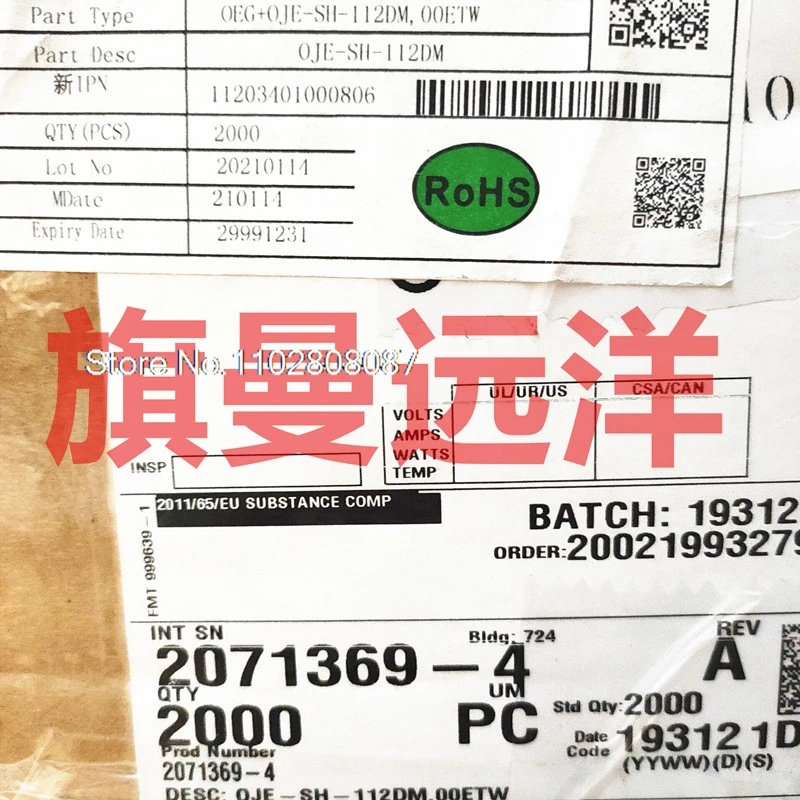 Part Type OEG+OJE-SH-112DM,00ETW
Part Desc OJE-SH-112DM
新IPN 11203401000806
QTY(PCS) 2000
Lot No 20210114
RoHS
MDate 210114
Expiry Date 29991231
旗曼远洋
Store No.1102808087
UL/UR/US CSA/CAN
VOLTS
AMPS
WATTS
TEMP
INSP
2011/65/EU SUBSTANCE COMP
FMT 999639-1
BATCH: 19312
ORDER:2002199327
INT SN Bldg: 724 REV
2071369-4 A
QTY UM
2000 PC Std Qty:2000
Date Code 193121D
(YYWW)(D)(S)
Prod Number
2071369-4
DESC: OJE-SH-112DM,00ETW